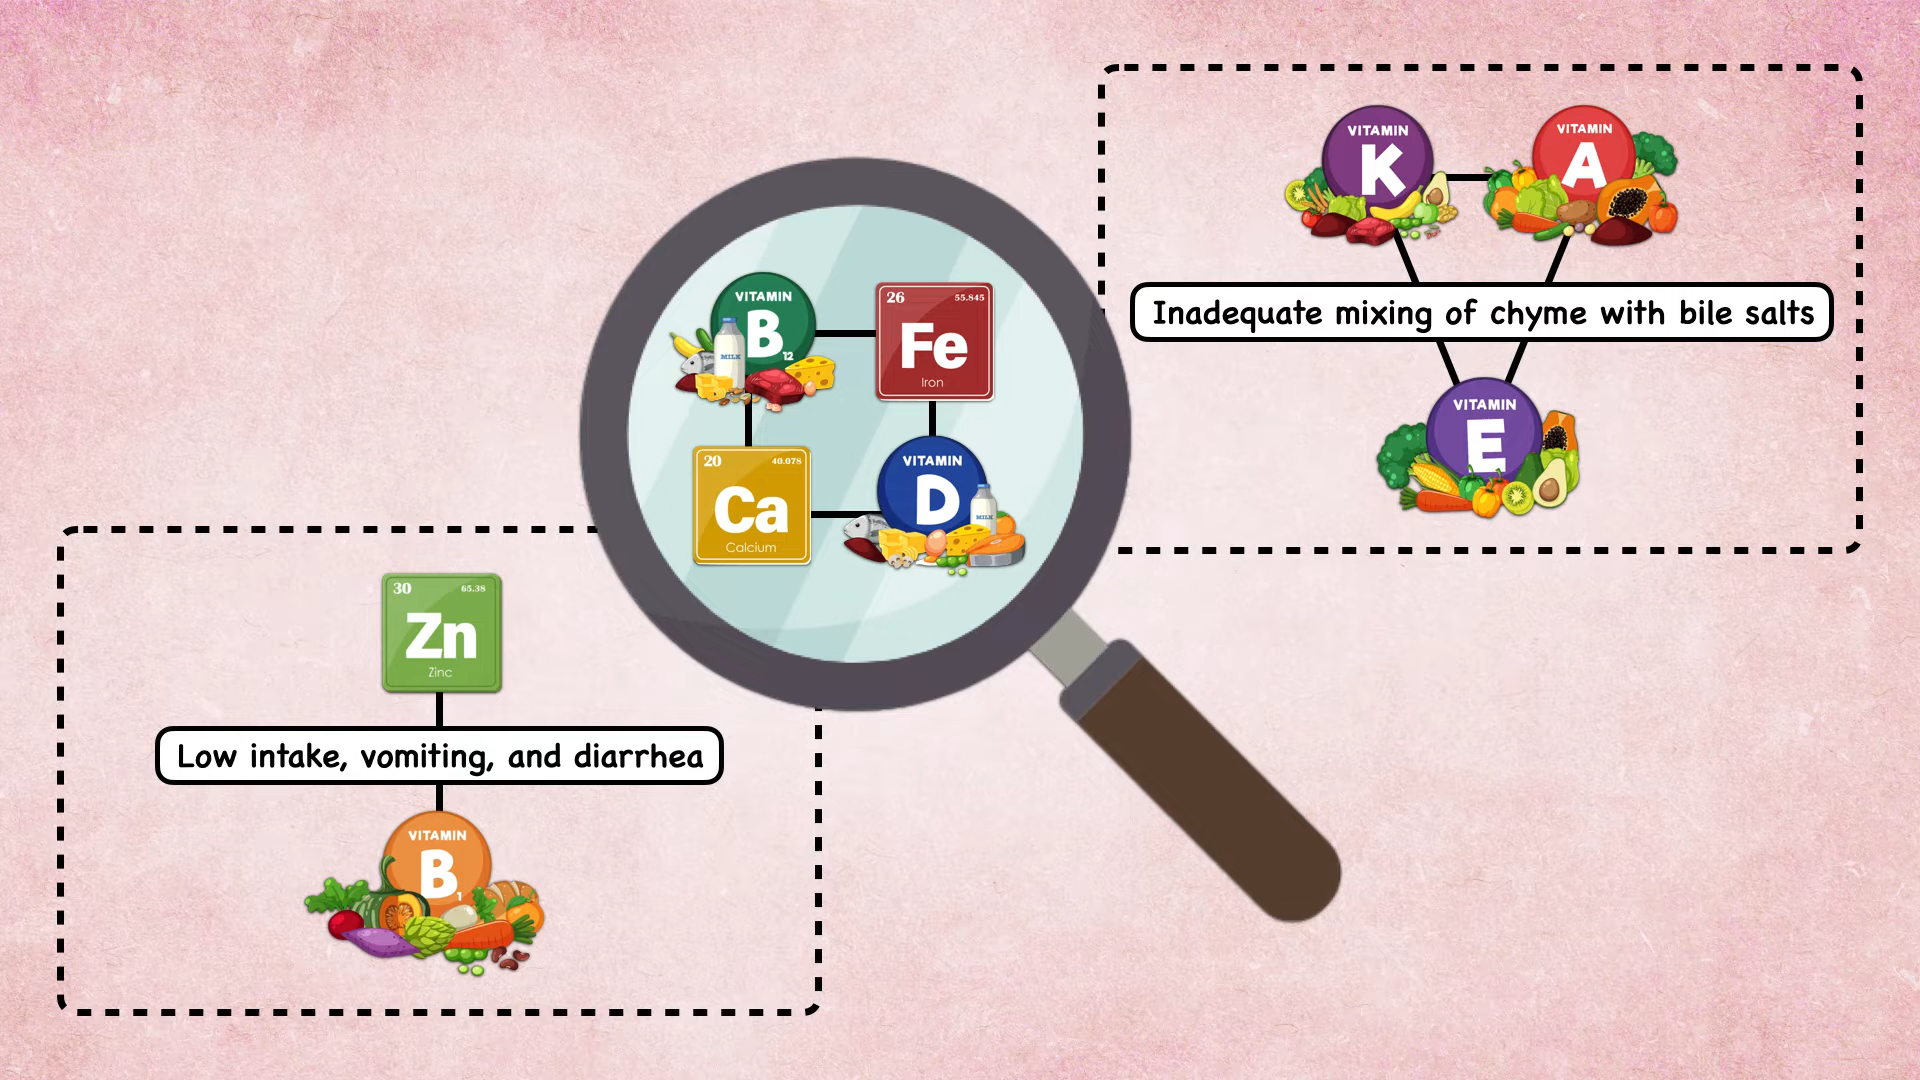 VITAMIN
K
VITAMIN
A
Inadequate mixing of chyme with bile salts
VITAMIN
E
VITAMIN
B
12
MILK
26 55.845
Fe
Iron
20 40.078
Ca
Calcium
VITAMIN
D
MILK
30 65.38
Zn
Zinc
Low intake, vomiting, and diarrhea
VITAMIN
B
1